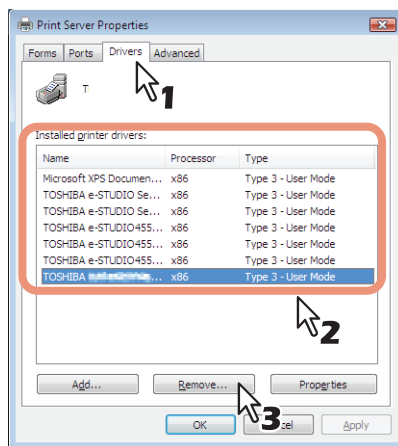 Print Server Properties
Forms Ports Drivers Advanced
T
1
Installed printer drivers:
Name Processor Type
Microsoft XPS Documen... x86 Type 3 - User Mode
TOSHIBA e-STUDIO Se... x86 Type 3 - User Mode
TOSHIBA e-STUDIO Se... x86 Type 3 - User Mode
TOSHIBA e-STUDIO455... x86 Type 3 - User Mode
TOSHIBA e-STUDIO455... x86 Type 3 - User Mode
TOSHIBA e-STUDIO455... x86 Type 3 - User Mode
TOSHIBA ... x86 Type 3 - User Mode
2
Add... Remove... Properties
3
OK cel Apply